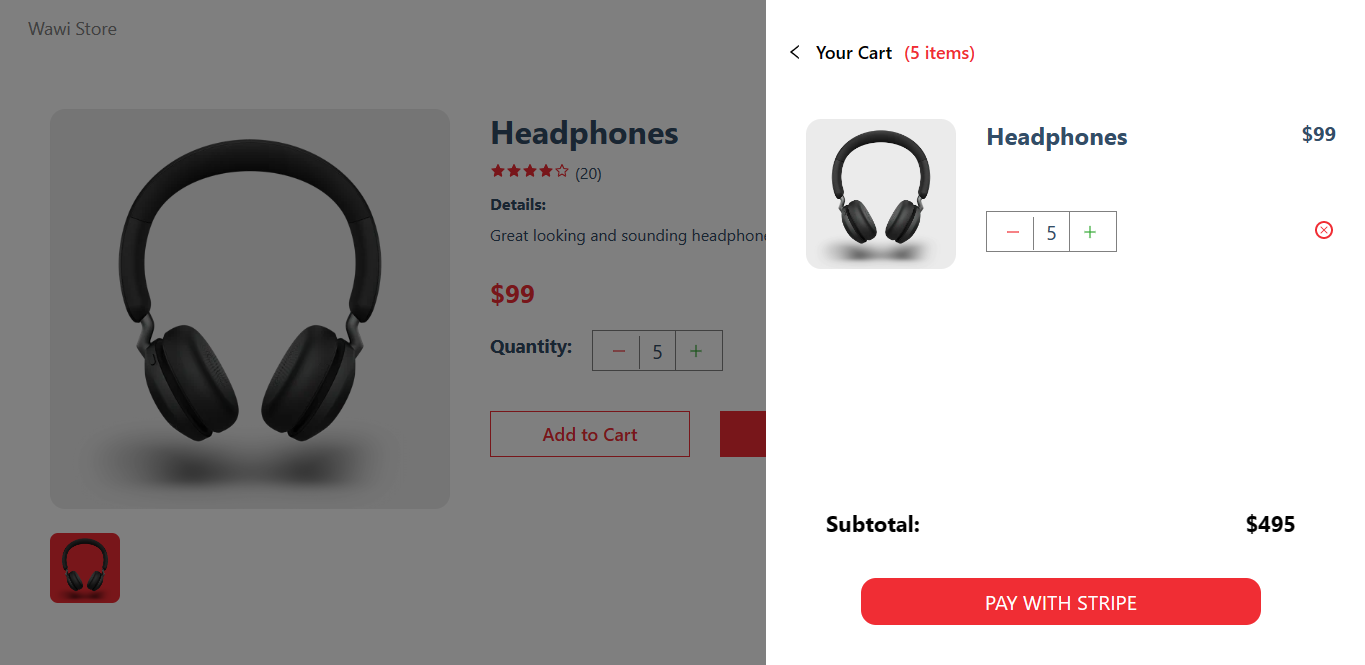 Wawi Store
Headphones
(20)
Details:
Great looking and sounding
$99
Quantity: 5
Add to Cart
Your Cart (5 items)
Headphones $99
5
Subtotal: $495
PAY WITH STRIPE